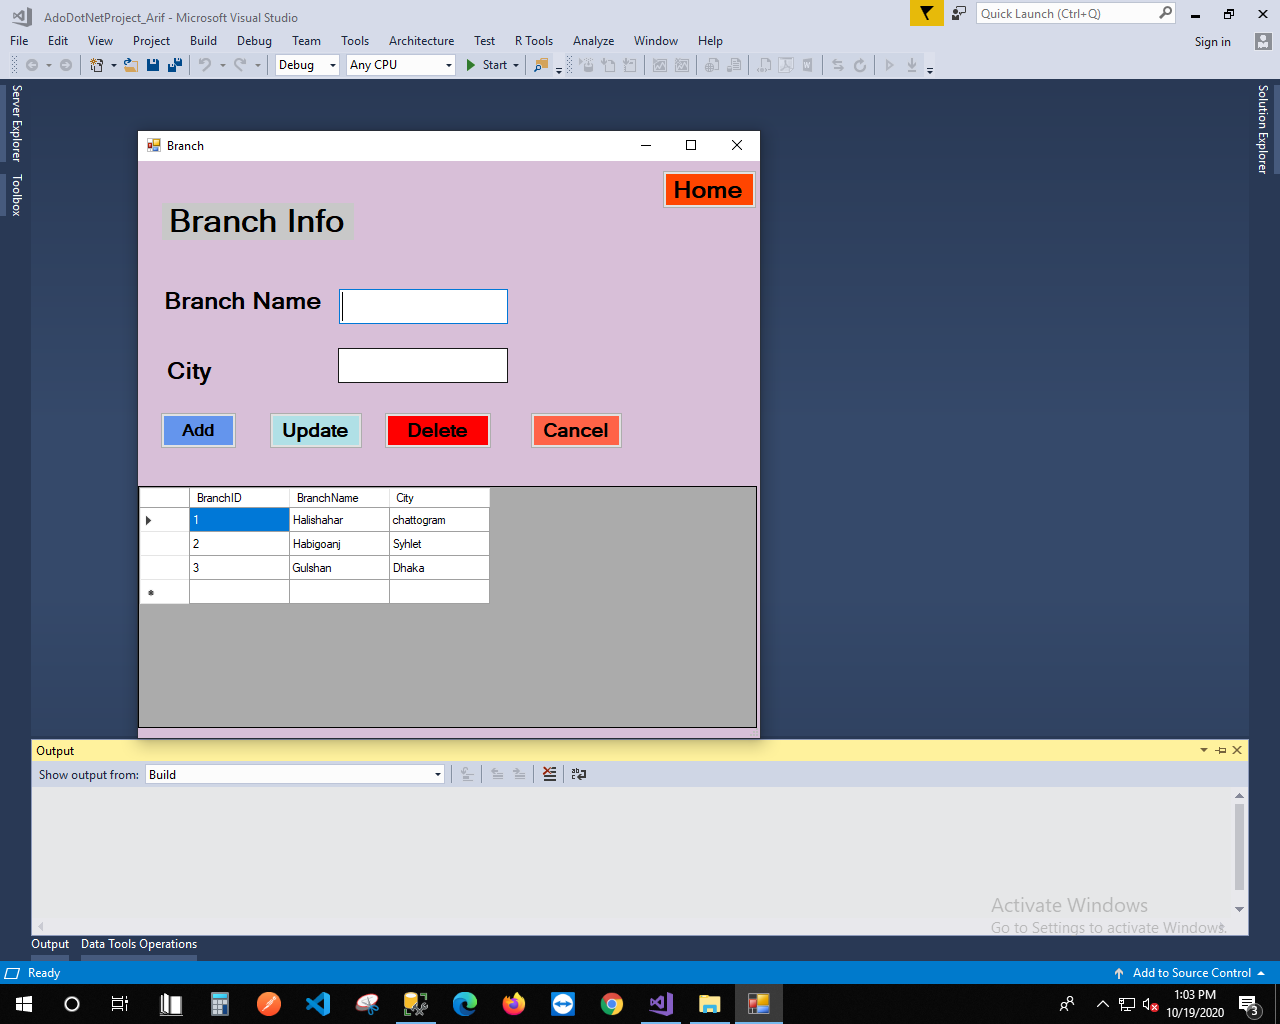 AdoDotNetProject_Arif - Microsoft Visual Studio
Quick Launch (Ctrl+Q)
File Edit View Project Build Debug Team Tools Architecture Test R Tools Analyze Window Help
Sign in
Debug Any CPU Start
Server Explorer
Toolbox
Solution Explorer
Branch
Home
Branch Info
Branch Name
City
Add Update Delete Cancel
BranchID BranchName City
1 Halishahar chattogram
2 Habigoanj Syhlet
3 Gulshan Dhaka
Output
Show output from: Build
Activate Windows
Go to Settings to activate Windows.
Output Data Tools Operations
Ready
Add to Source Control
1:03 PM
10/19/2020
3